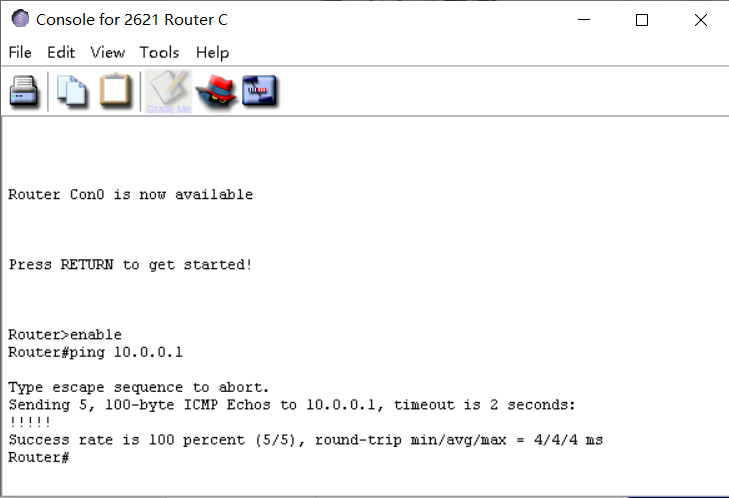 Console for 2621 Router C
File Edit View Tools Help
Grade Me
Router Con0 is now available
Press RETURN to get started!
Router>enable
Router#ping 10.0.0.1
Type escape sequence to abort.
Sending 5, 100-byte ICMP Echos to 10.0.0.1, timeout is 2 seconds:
!!!!!
Success rate is 100 percent (5/5), round-trip min/avg/max = 4/4/4 ms
Router#